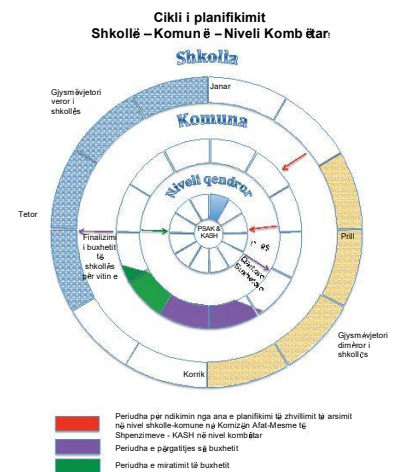 Cikli i planifikimit
Shkollë – Komunë – Niveli Kombëtar
Shkolla
Gjysmëvjetori
veror i
shkollës
Janar
Komuna
Niveli qendror
Tetor
PSAK &
KASH
Finalizimi
i buxhetit
të
shkollës
për vitin e
Prill
Gjysmëvjetori
dimëror i
shkollës
Korrik
Periudha për ndikimin nga ana e planifikimi të zhvillimit të arsimit
në nivel shkolle-komune në Kornizën Afat-Mesme të
Shpenzimeve - KASH në nivel kombëtar
Periudha e përgatitjes së buxhetit
Periudha e miratimit të buxhetit